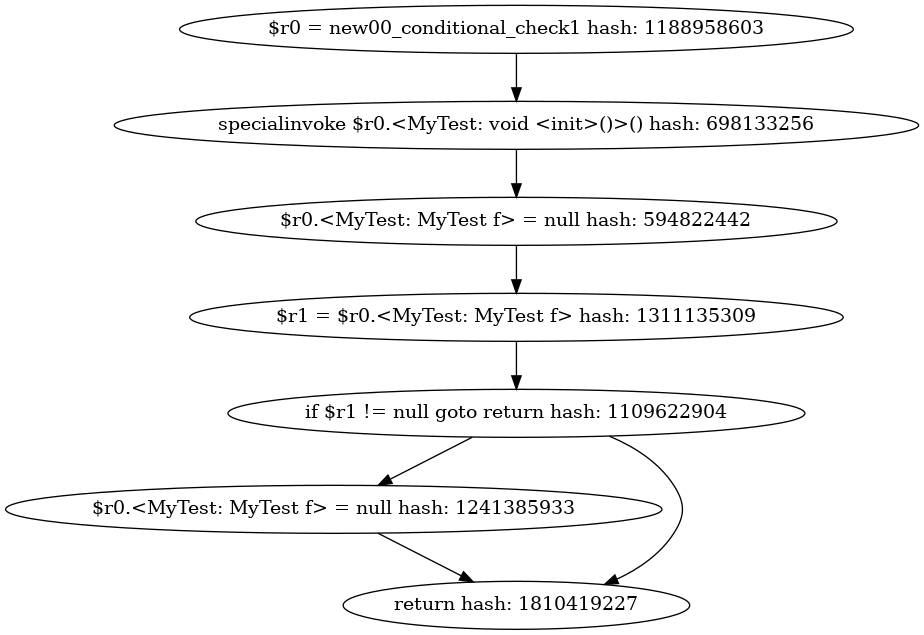 $r0 = new00_conditional_check1 hash: 1188958603
specialinvoke $r0.<MyTest: void <init>()>() hash: 698133256
$r0.<MyTest: MyTest f> = null hash: 594822442
$r1 = $r0.<MyTest: MyTest f> hash: 1311135309
if $r1 != null goto return hash: 1109622904
$r0.<MyTest: MyTest f> = null hash: 1241385933
return hash: 1810419227